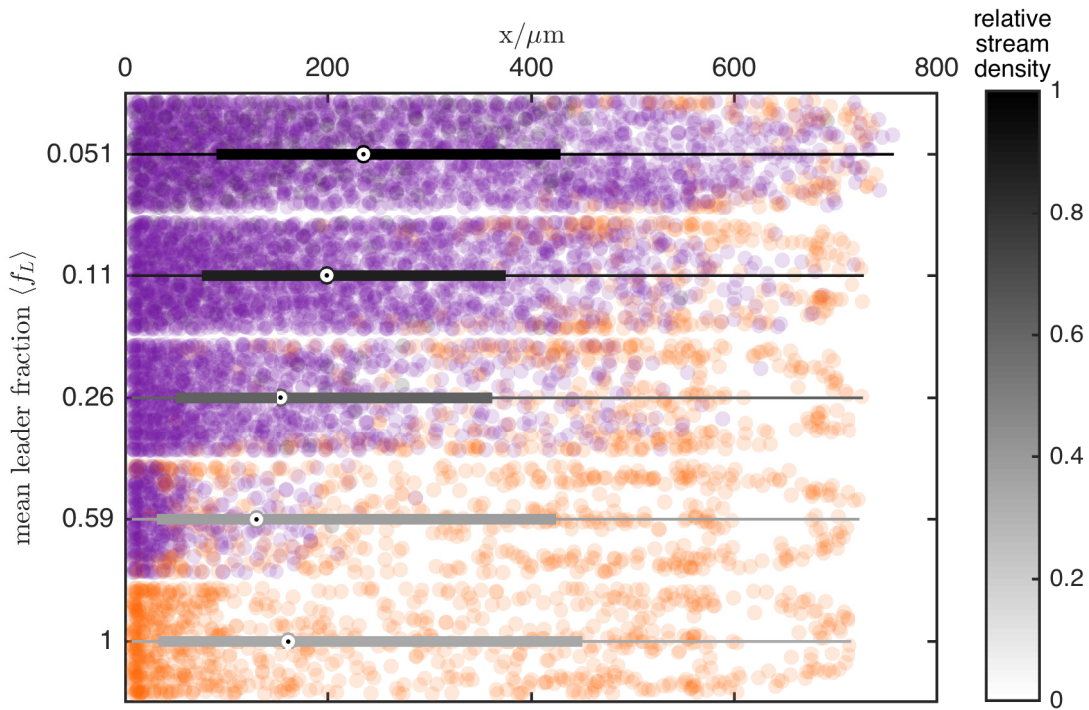 x/μm
0 200 400 600 800
relative
stream
density
mean leader fraction ⟨f_L⟩
0.051
0.11
0.26
0.59
1
1
0.8
0.6
0.4
0.2
0